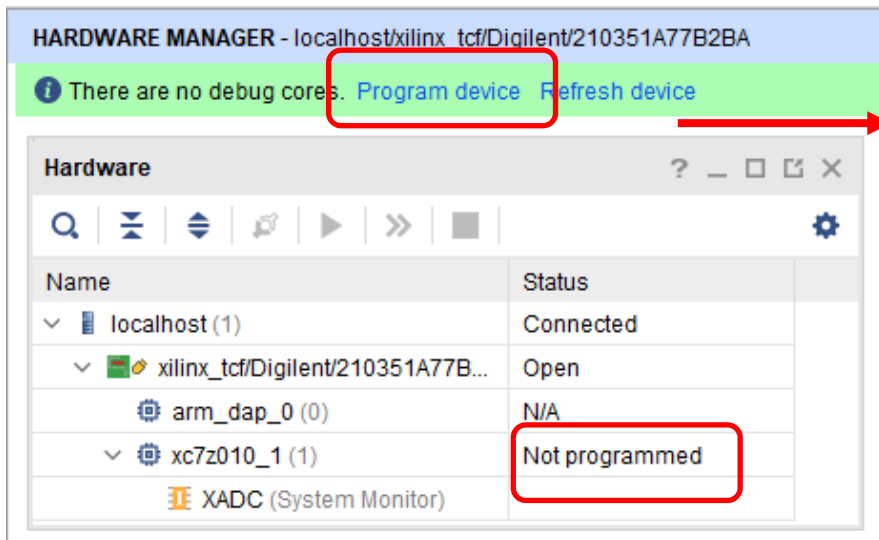 HARDWARE MANAGER - localhost/xilinx_tcf/Digilent/210351A77B2BA
There are no debug cores. Program device Refresh device
Hardware
Name Status
localhost (1) Connected
xilinx_tcf/Digilent/210351A77B... Open
arm_dap_0 (0) N/A
xc7z010_1 (1) Not programmed
XADC (System Monitor)